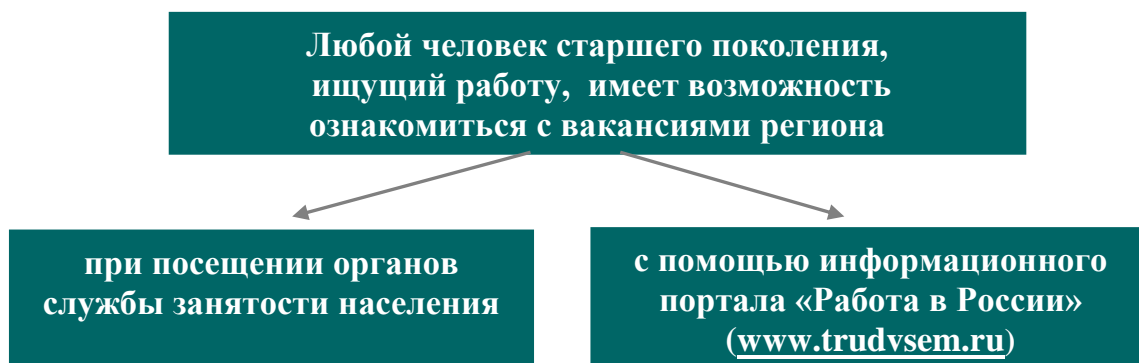 Любой человек старшего поколения,
ищущий работу, имеет возможность
ознакомиться с вакансиями региона
при посещении органов
службы занятости населения
с помощью информационного
портала «Работа в России»
(www.trudvsem.ru)